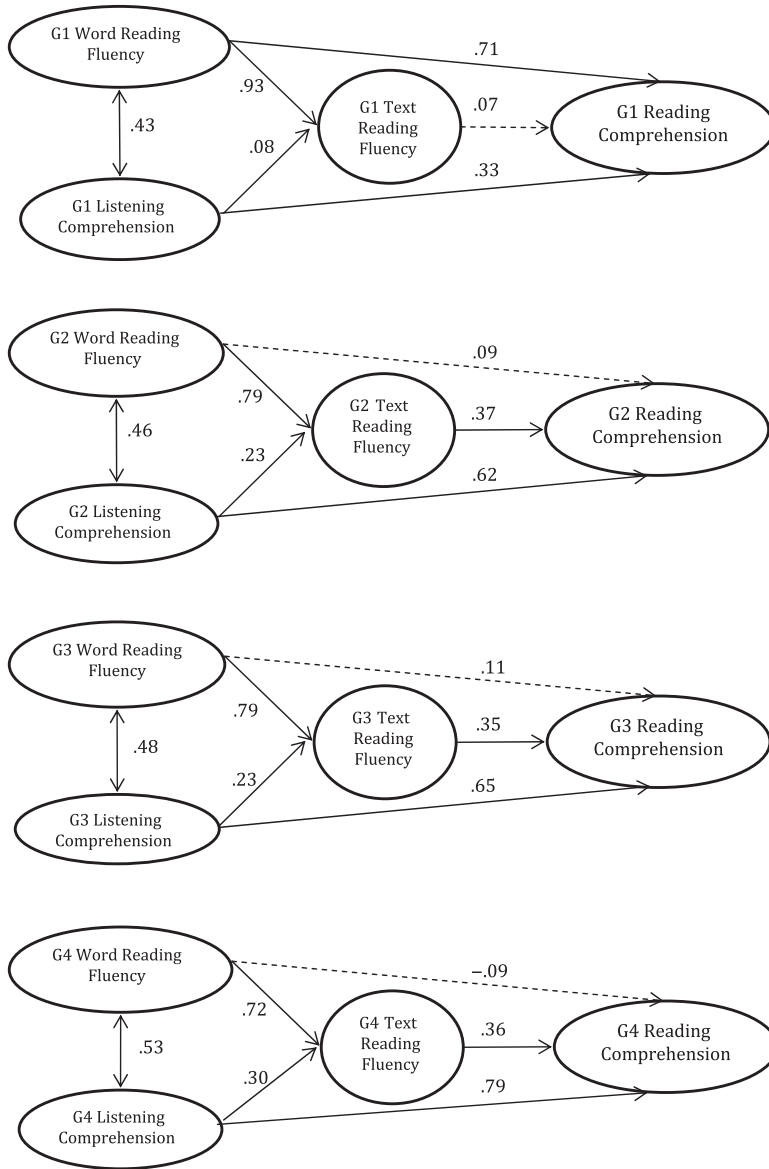 G1 Word Reading
Fluency
.71
.93
G1 Text
Reading
Fluency
.07
G1 Reading
Comprehension
.43
.08
.33
G1 Listening
Comprehension
G2 Word Reading
Fluency
.09
.79
G2 Text
Reading
Fluency
.37
G2 Reading
Comprehension
.46
.23
.62
G2 Listening
Comprehension
G3 Word Reading
Fluency
.11
.79
G3 Text
Reading
Fluency
.35
G3 Reading
Comprehension
.48
.23
.65
G3 Listening
Comprehension
G4 Word Reading
Fluency
–.09
.72
G4 Text
Reading
Fluency
.36
G4 Reading
Comprehension
.53
.30
.79
G4 Listening
Comprehension